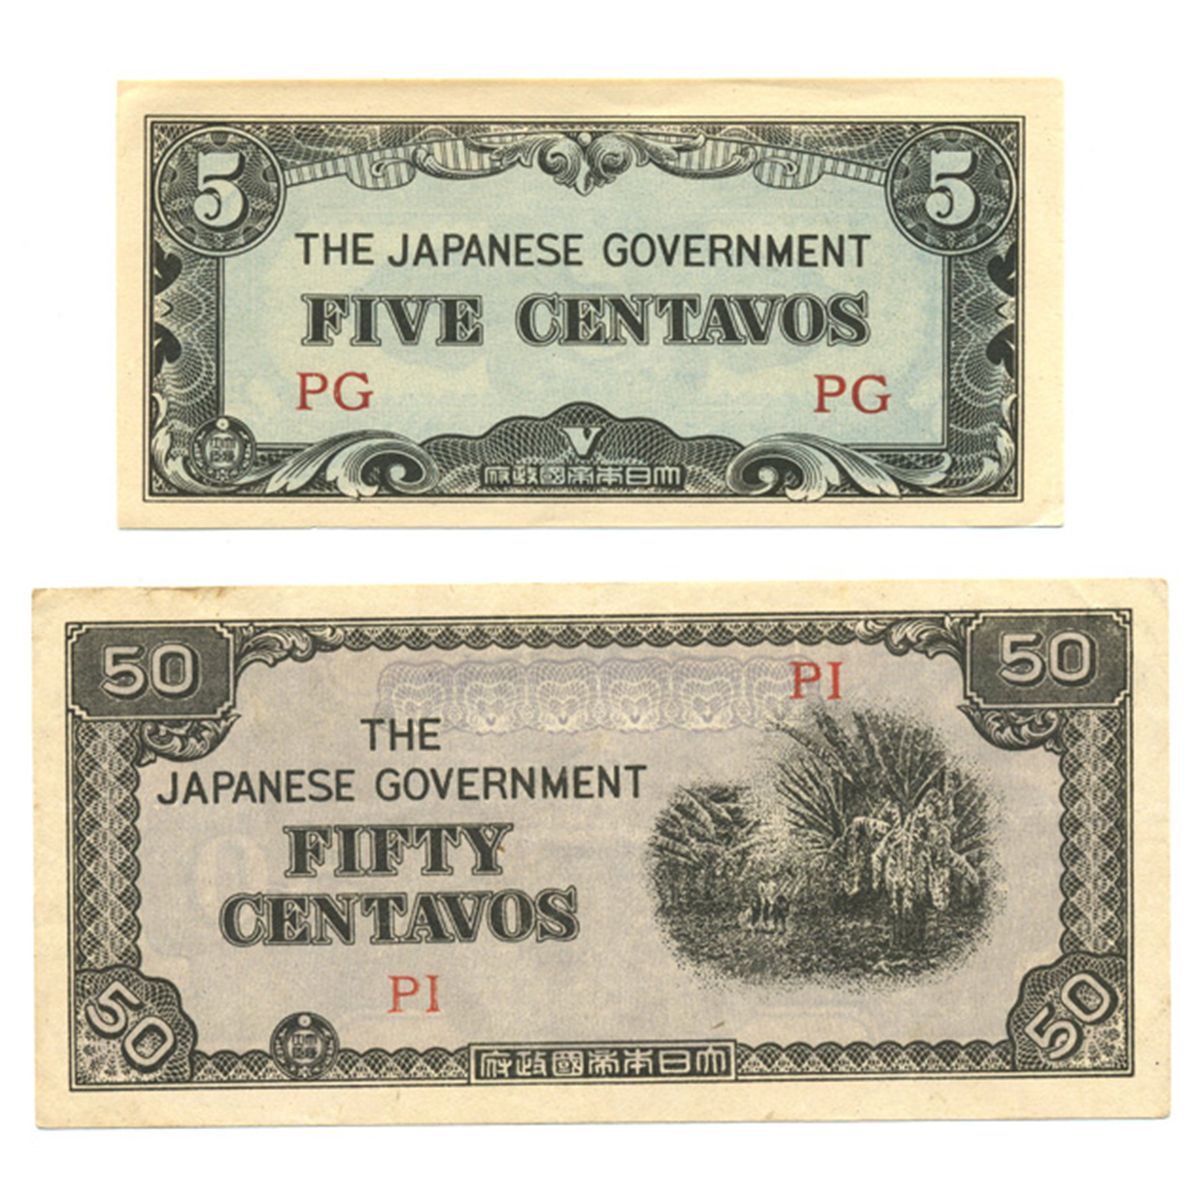 5 5
THE JAPANESE GOVERNMENT
FIVE CENTAVOS
PG PG
V
府政國帝本日大
50 PI 50
THE
JAPANESE GOVERNMENT
FIFTY
CENTAVOS
PI
50 50
府政國帝本日大